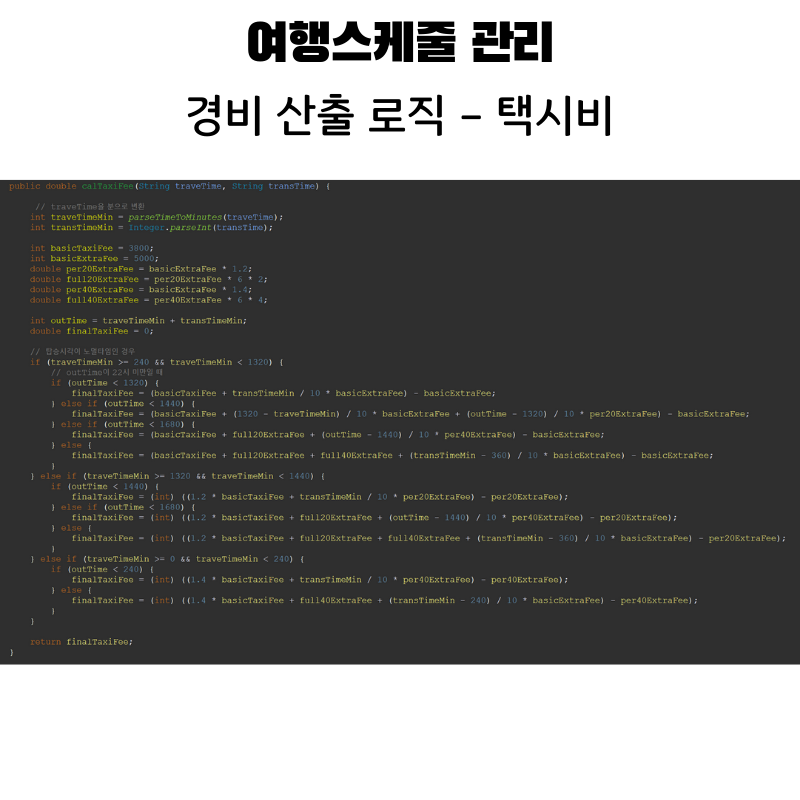 여행스케줄 관리
경비 산출 로직 – 택시비
public double calTaxiFee(String traveTime, String transTime) {
// traveTime을 분으로 변환
int traveTimeMin = parseTimeToMinutes(traveTime);
int transTimeMin = Integer.parseInt(transTime);
int basicTaxiFee = 3800;
int basicExtraFee = 5000;
double per20ExtraFee = basicExtraFee * 1.2;
double full20ExtraFee = per20ExtraFee * 6 * 2;
double per40ExtraFee = basicExtraFee * 1.4;
double full40ExtraFee = per40ExtraFee * 6 * 4;
int outTime = traveTimeMin + transTimeMin;
double finalTaxiFee = 0;
// 탑승시각이 노멀타임인 경우
if (traveTimeMin >= 240 && traveTimeMin < 1320) {
// outTime이 22시 미만일 때
if (outTime < 1320) {
finalTaxiFee = (basicTaxiFee + transTimeMin / 10 * basicExtraFee) - basicExtraFee;
} else if (outTime < 1440) {
finalTaxiFee = (basicTaxiFee + (1320 - traveTimeMin) / 10 * basicExtraFee + (outTime - 1320) / 10 * per20ExtraFee) - basicExtraFee;
} else if (outTime < 1680) {
finalTaxiFee = (basicTaxiFee + full20ExtraFee + (outTime - 1440) / 10 * per40ExtraFee) - basicExtraFee;
} else {
finalTaxiFee = (basicTaxiFee + full20ExtraFee + full40ExtraFee + (transTimeMin - 360) / 10 * basicExtraFee) - basicExtraFee;
}
} else if (traveTimeMin >= 1320 && traveTimeMin < 1440) {
if (outTime < 1440) {
finalTaxiFee = (int) ((1.2 * basicTaxiFee + transTimeMin / 10 * per20ExtraFee) - per20ExtraFee);
} else if (outTime < 1680) {
finalTaxiFee = (int) ((1.2 * basicTaxiFee + full20ExtraFee + (outTime - 1440) / 10 * per40ExtraFee) - per20ExtraFee);
} else {
finalTaxiFee = (int) ((1.2 * basicTaxiFee + full20ExtraFee + full40ExtraFee + (transTimeMin - 360) / 10 * basicExtraFee) - per20ExtraFee);
}
} else if (traveTimeMin >= 0 && traveTimeMin < 240) {
if (outTime < 240) {
finalTaxiFee = (int) ((1.4 * basicTaxiFee + transTimeMin / 10 * per40ExtraFee) - per40ExtraFee);
} else {
finalTaxiFee = (int) ((1.4 * basicTaxiFee + full40ExtraFee + (transTimeMin - 240) / 10 * basicExtraFee) - per40ExtraFee);
}
}
return finalTaxiFee;
}